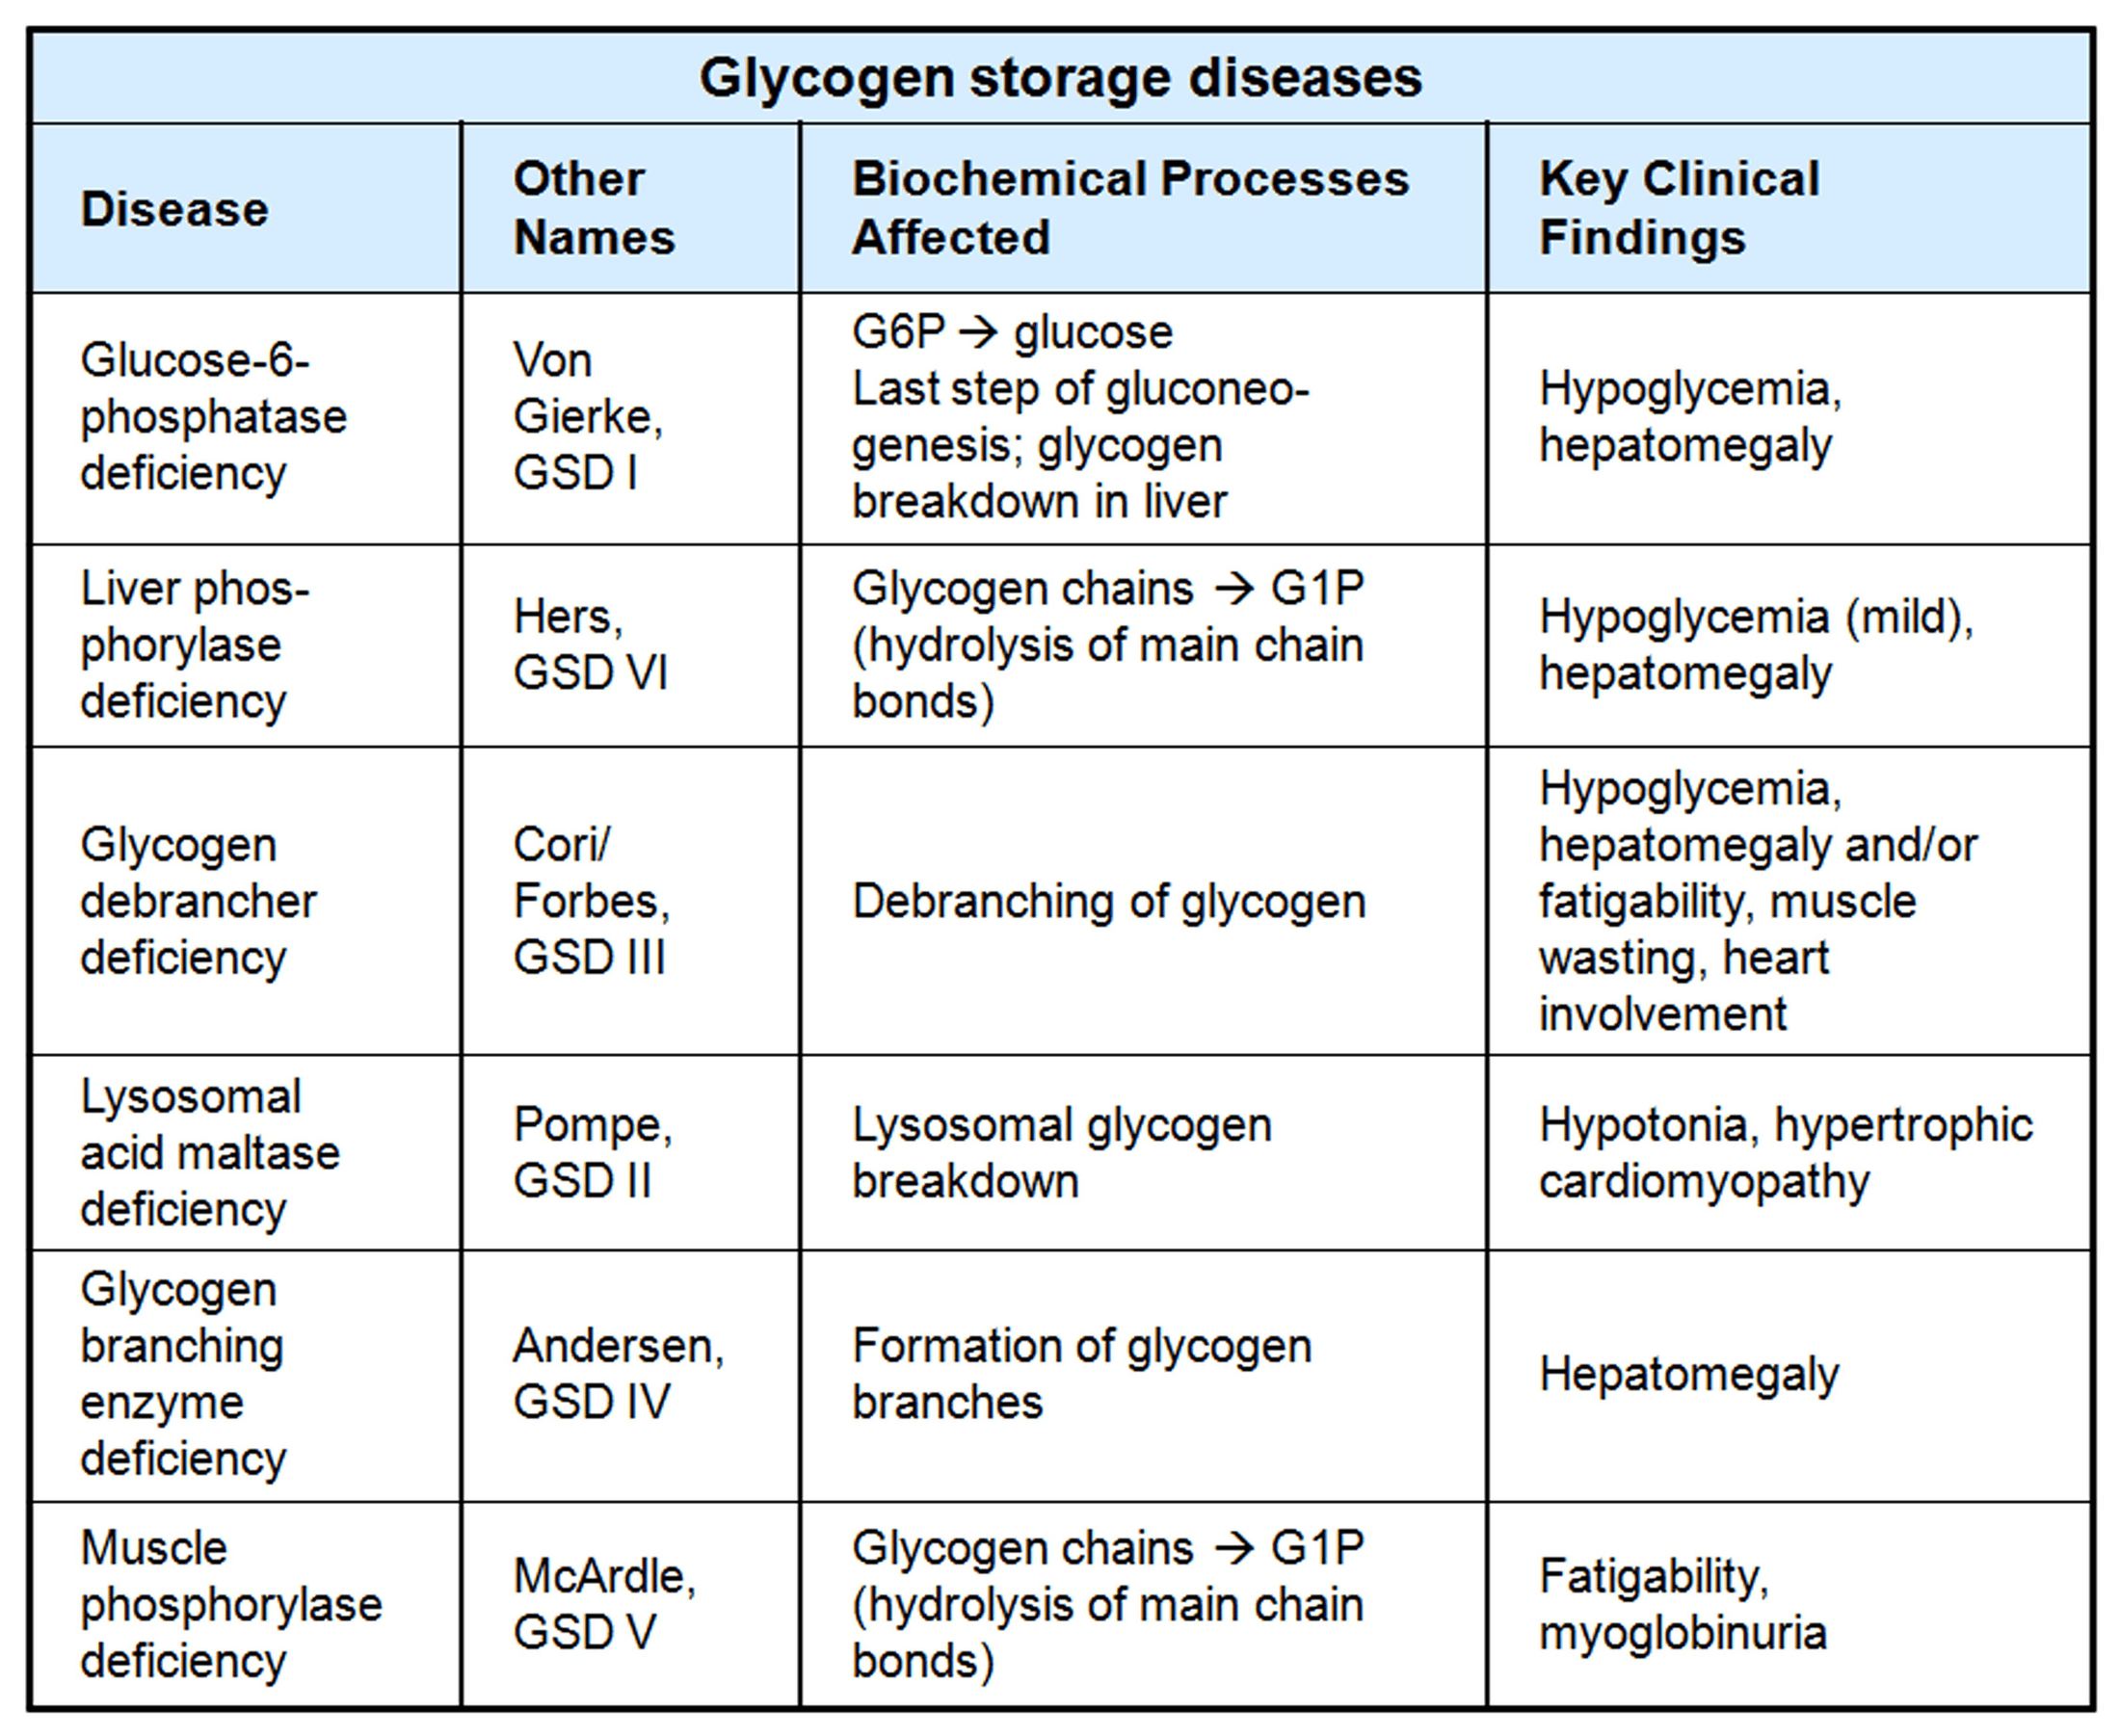 Glycogen storage diseases
Disease
Other
Names
Biochemical Processes
Affected
Key Clinical
Findings
Glucose-6-
phosphatase
deficiency
Von
Gierke,
GSD I
G6P → glucose
Last step of gluconeo-
genesis; glycogen
breakdown in liver
Hypoglycemia,
hepatomegaly
Liver phos-
phorylase
deficiency
Hers,
GSD VI
Glycogen chains → G1P
(hydrolysis of main chain
bonds)
Hypoglycemia (mild),
hepatomegaly
Glycogen
debrancher
deficiency
Cori/
Forbes,
GSD III
Debranching of glycogen
Hypoglycemia,
hepatomegaly and/or
fatigability, muscle
wasting, heart
involvement
Lysosomal
acid maltase
deficiency
Pompe,
GSD II
Lysosomal glycogen
breakdown
Hypotonia, hypertrophic
cardiomyopathy
Glycogen
branching
enzyme
deficiency
Andersen,
GSD IV
Formation of glycogen
branches
Hepatomegaly
Muscle
phosphorylase
deficiency
McArdle,
GSD V
Glycogen chains → G1P
(hydrolysis of main chain
bonds)
Fatigability,
myoglobinuria